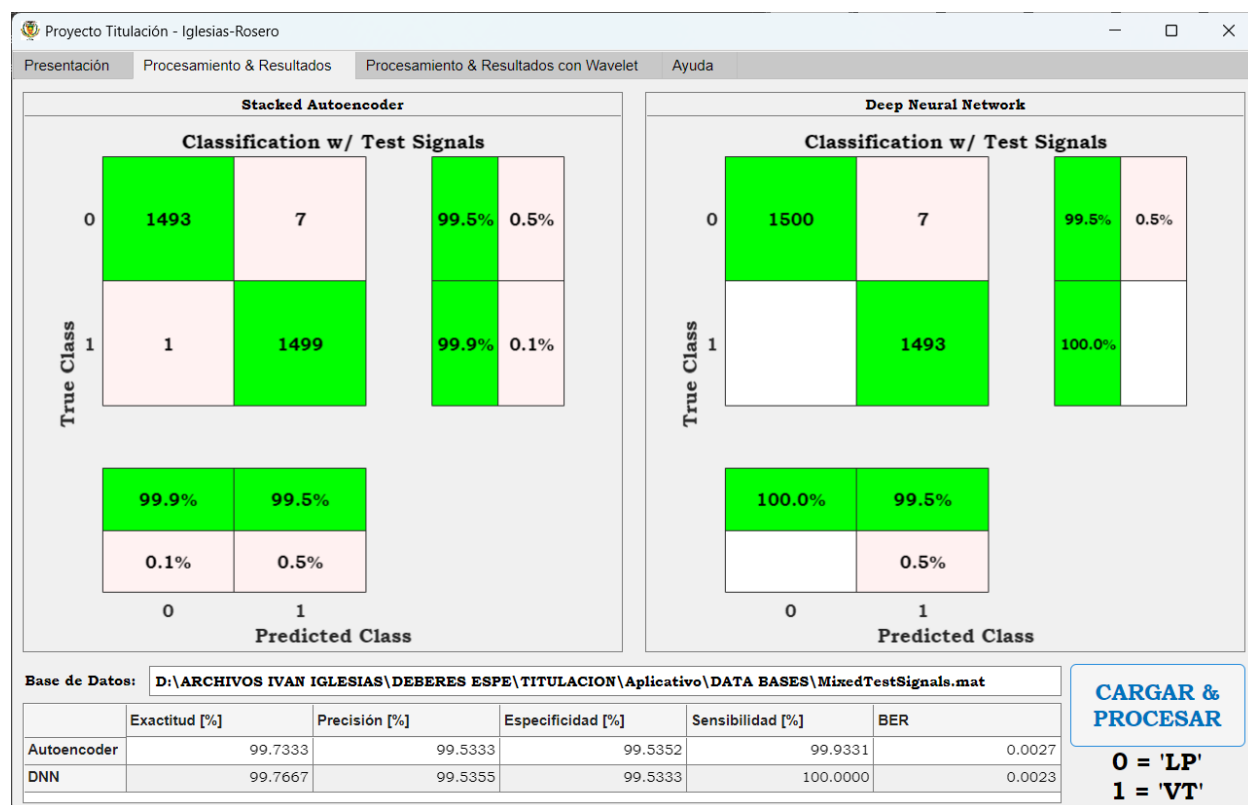 Proyecto Titulación - Iglesias-Rosero
Presentación Procesamiento & Resultados Procesamiento & Resultados con Wavelet Ayuda
Stacked Autoencoder
Classification w/ Test Signals
0 1493 7 99.5% 0.5%
1 1 1499 99.9% 0.1%
True Class
99.9% 99.5%
0.1% 0.5%
0 1
Predicted Class
Deep Neural Network
Classification w/ Test Signals
0 1500 7 99.5% 0.5%
1 1493 100.0%
True Class
100.0% 99.5%
0.5%
0 1
Predicted Class
Base de Datos: D:\ARCHIVOS IVAN IGLESIAS\DEBERES ESPE\TITULACION\Aplicativo\DATA BASES\MixedTestSignals.mat
Exactitud [%] Precisión [%] Especificidad [%] Sensibilidad [%] BER
Autoencoder 99.7333 99.5333 99.5352 99.9331 0.0027
DNN 99.7667 99.5355 99.5333 100.0000 0.0023
CARGAR &
PROCESAR
0 = 'LP'
1 = 'VT'